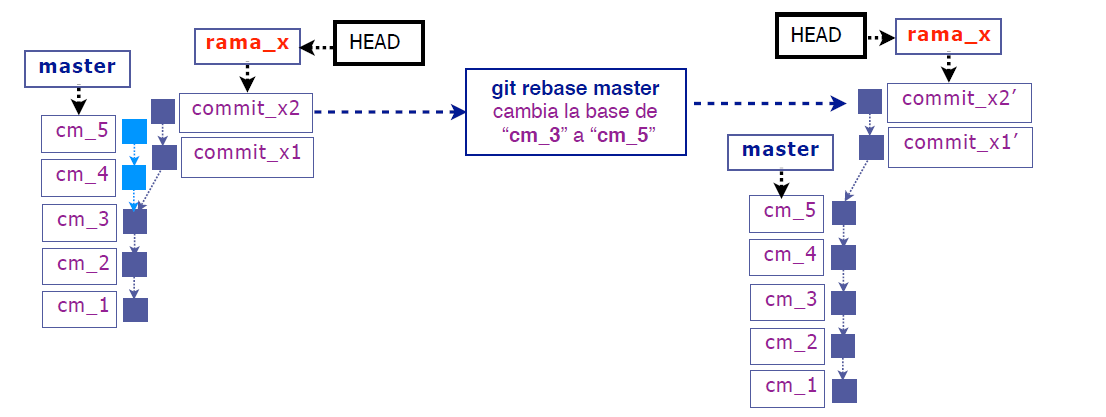 rama_x
HEAD
master
commit_x2
cm_5
commit_x1
cm_4
cm_3
cm_2
cm_1
git rebase master
cambia la base de
“cm_3” a “cm_5”
HEAD
rama_x
commit_x2’
commit_x1’
master
cm_5
cm_4
cm_3
cm_2
cm_1